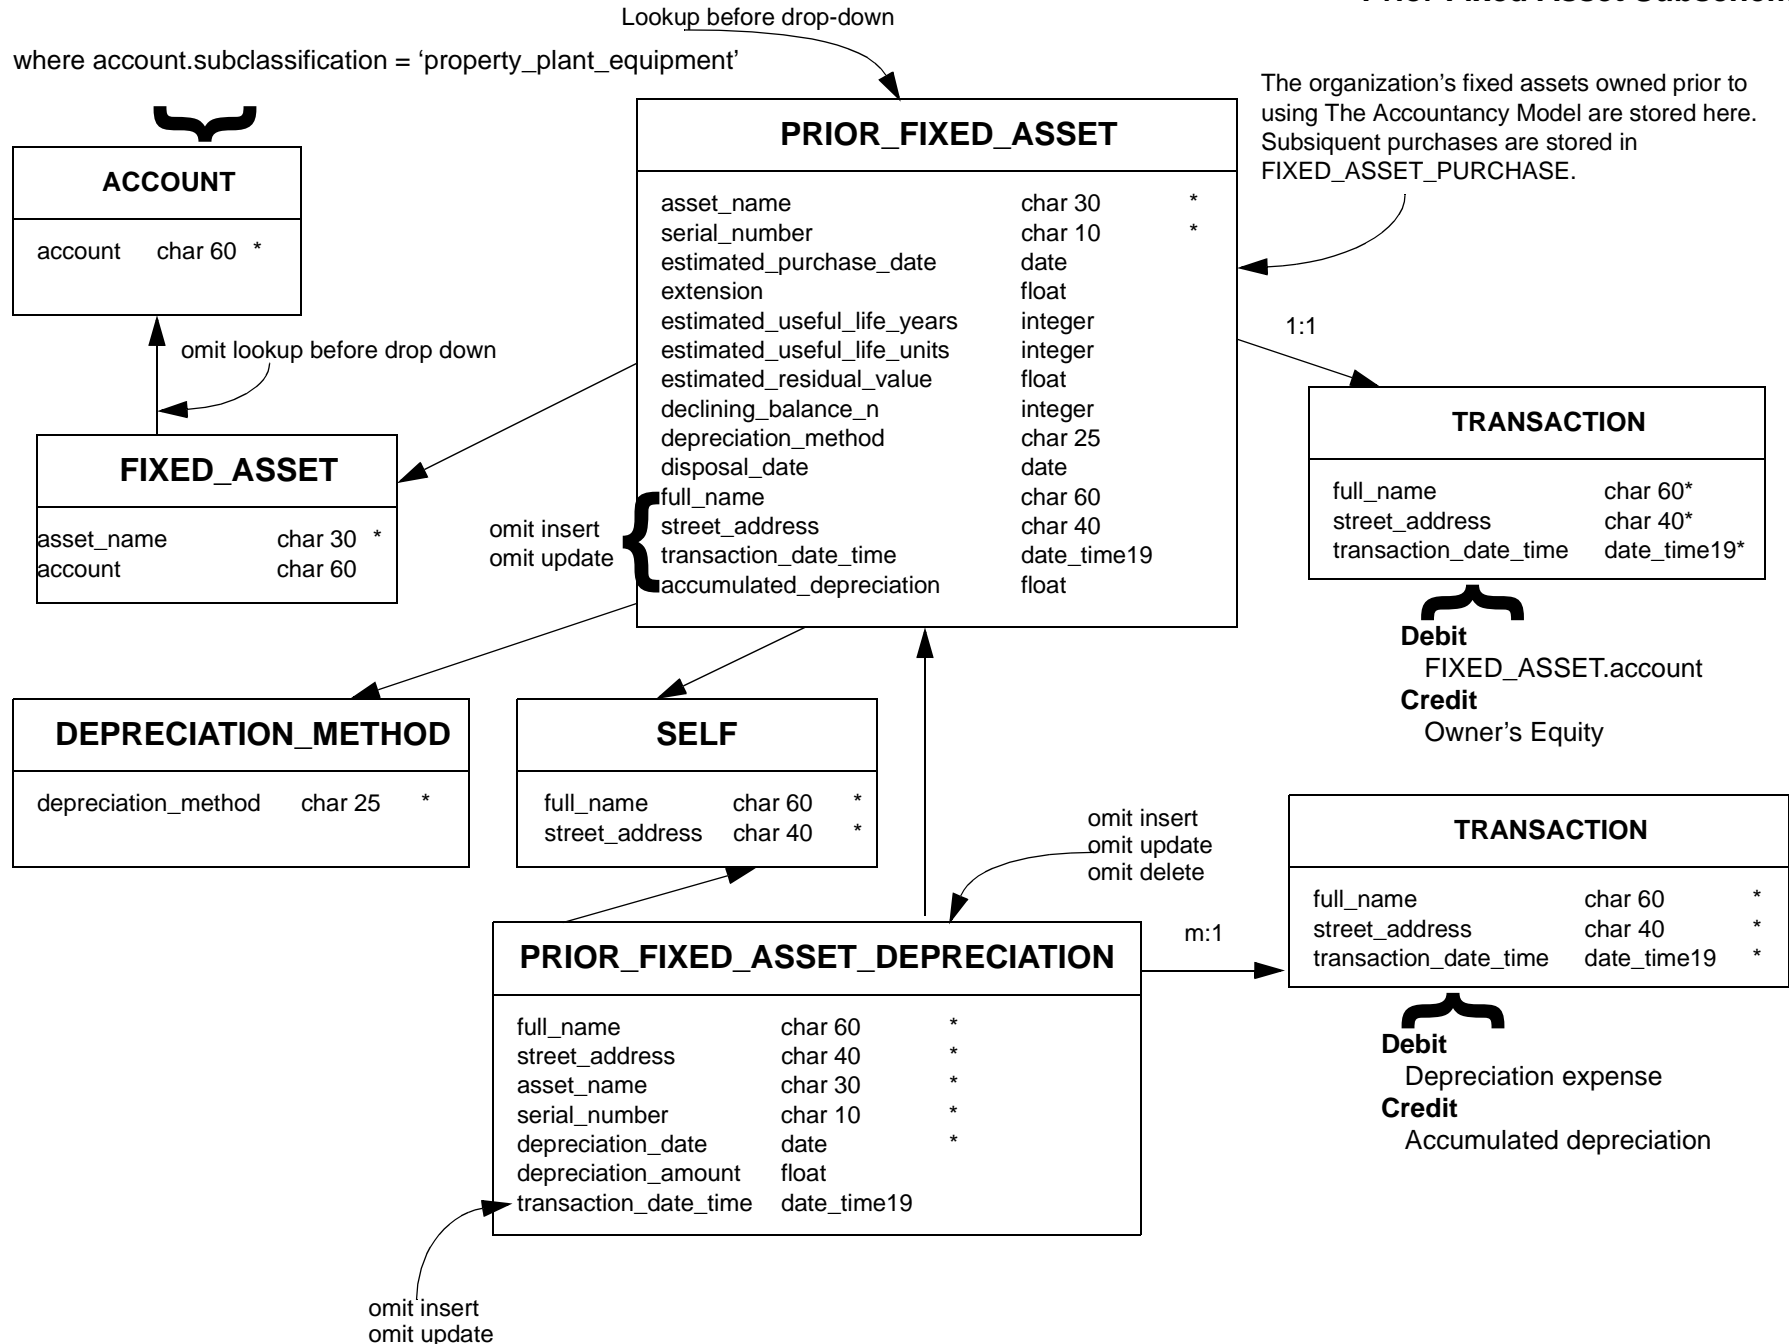 Prior Fixed Asset
Lookup before drop-down
where account.subclassification = ‘property_plant_equipment’
The organization’s fixed assets owned prior to
using The Accountancy Model are stored here.
Subsiquent purchases are stored in
FIXED_ASSET_PURCHASE.
PRIOR_FIXED_ASSET
asset_name char 30 *
serial_number char 10 *
estimated_purchase_date date
extension float
estimated_useful_life_years integer
estimated_useful_life_units integer
estimated_residual_value float
declining_balance_n integer
depreciation_method char 25
disposal_date date
full_name char 60
street_address char 40
transaction_date_time date_time19
accumulated_depreciation float
omit insert
omit update
ACCOUNT
account char 60 *
omit lookup before drop down
FIXED_ASSET
asset_name char 30 *
account char 60
1:1
TRANSACTION
full_name char 60*
street_address char 40*
transaction_date_time date_time19*
Debit
FIXED_ASSET.account
Credit
Owner’s Equity
DEPRECIATION_METHOD
depreciation_method char 25 *
SELF
full_name char 60 *
street_address char 40 *
omit insert
omit update
omit delete
PRIOR_FIXED_ASSET_DEPRECIATION
full_name char 60 *
street_address char 40 *
asset_name char 30 *
serial_number char 10 *
depreciation_date date *
depreciation_amount float
transaction_date_time date_time19
omit insert
omit update
m:1
TRANSACTION
full_name char 60 *
street_address char 40 *
transaction_date_time date_time19 *
Debit
Depreciation expense
Credit
Accumulated depreciation